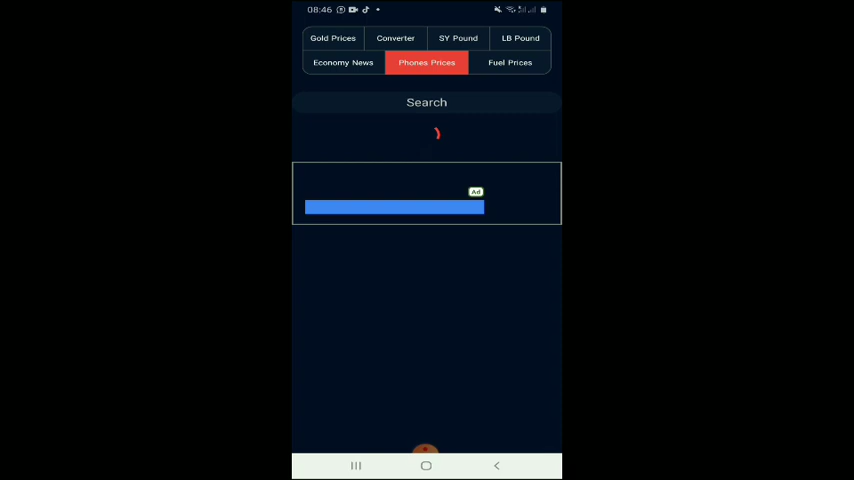 08:46
Gold Prices Converter SY Pound LB Pound
Economy News Phones Prices Fuel Prices
Search
Ad